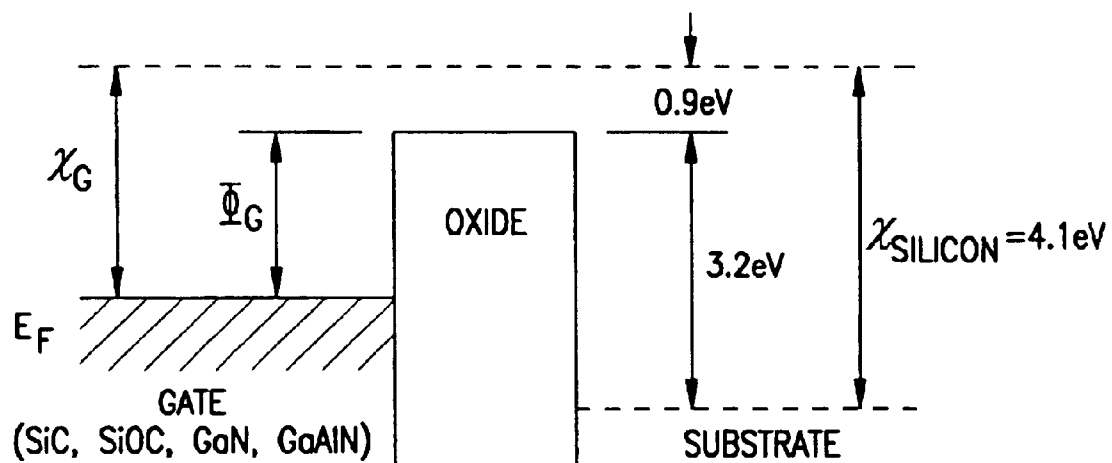 0.9eV
χG
ΦG
OXIDE
3.2eV
χSILICON=4.1eV
EF
GATE
(SiC, SiOC, GaN, GaAlN)
SUBSTRATE